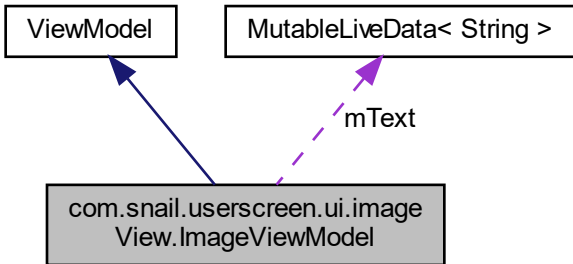 ViewModel
MutableLiveData< String >
mText
com.snail.userscreen.ui.image
View.ImageViewModel